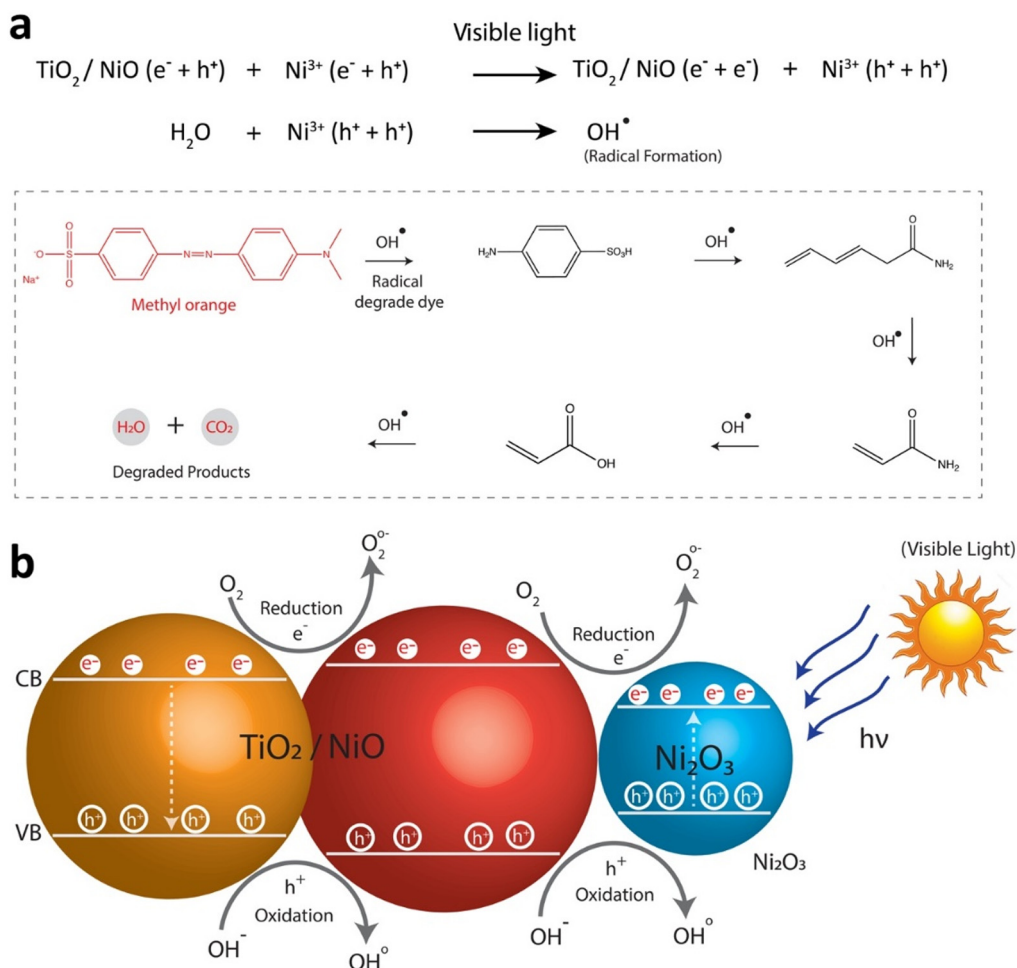 a
Visible light
TiO₂ / NiO (e⁻ + h⁺) + Ni³⁺ (e⁻ + h⁺) TiO₂ / NiO (e⁻ + e⁻) + Ni³⁺ (h⁺ + h⁺)
H₂O + Ni³⁺ (h⁺ + h⁺) OH•
(Radical Formation)
⁻O S O O N=N N Na⁺
Methyl orange
OH•
Radical
degrade dye
H₂N SO₃H
OH•
O NH₂
OH•
O NH₂
OH•
O OH
OH•
H₂O + CO₂
Degraded Products
b
(Visible Light)
O₂ O₂°⁻
Reduction
e⁻
O₂ O₂°⁻
Reduction
e⁻
CB e⁻ e⁻ e⁻ e⁻ e⁻ e⁻ e⁻ e⁻ e⁻ e⁻ e⁻ e⁻
hν
TiO₂ / NiO Ni₂O₃
VB h⁺ h⁺ h⁺ h⁺ h⁺ h⁺ h⁺ h⁺ h⁺ h⁺ h⁺ h⁺
Ni₂O₃
h⁺
Oxidation
OH⁻ OH°
h⁺
Oxidation
OH⁻ OH°